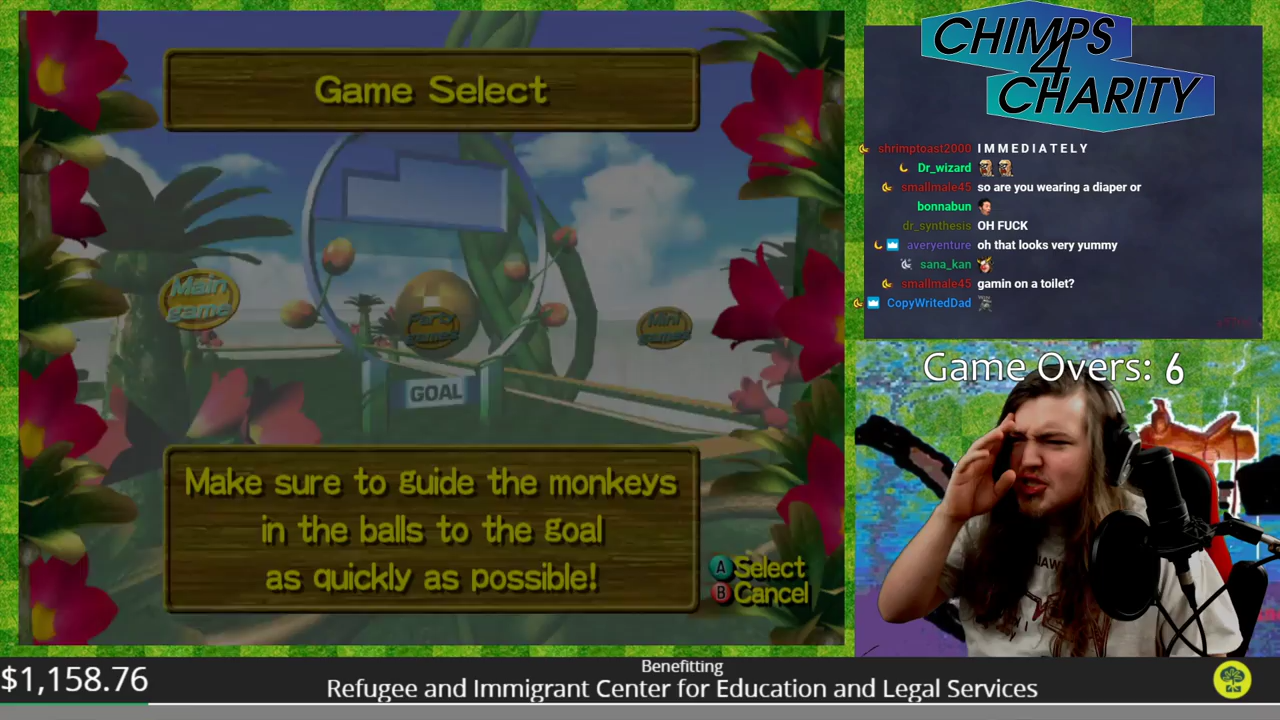 Game Select
Main game
Party games
Mini games
GOAL
Make sure to guide the monkeys
in the balls to the goal
as quickly as possible!
A Select
B Cancel
CHIMPS
4
CHARITY
shrimptoast2000 I M M E D I A T E L Y
Dr_wizard
smallmale45 so are you wearing a diaper or
bonnabun
dr_synthesis OH FUCK
averyenture oh that looks very yummy
sana_kan
smallmale45 gamin on a toilet?
CopyWritedDad
Game Overs: 6
$1,158.76
Benefitting
Refugee and Immigrant Center for Education and Legal Services